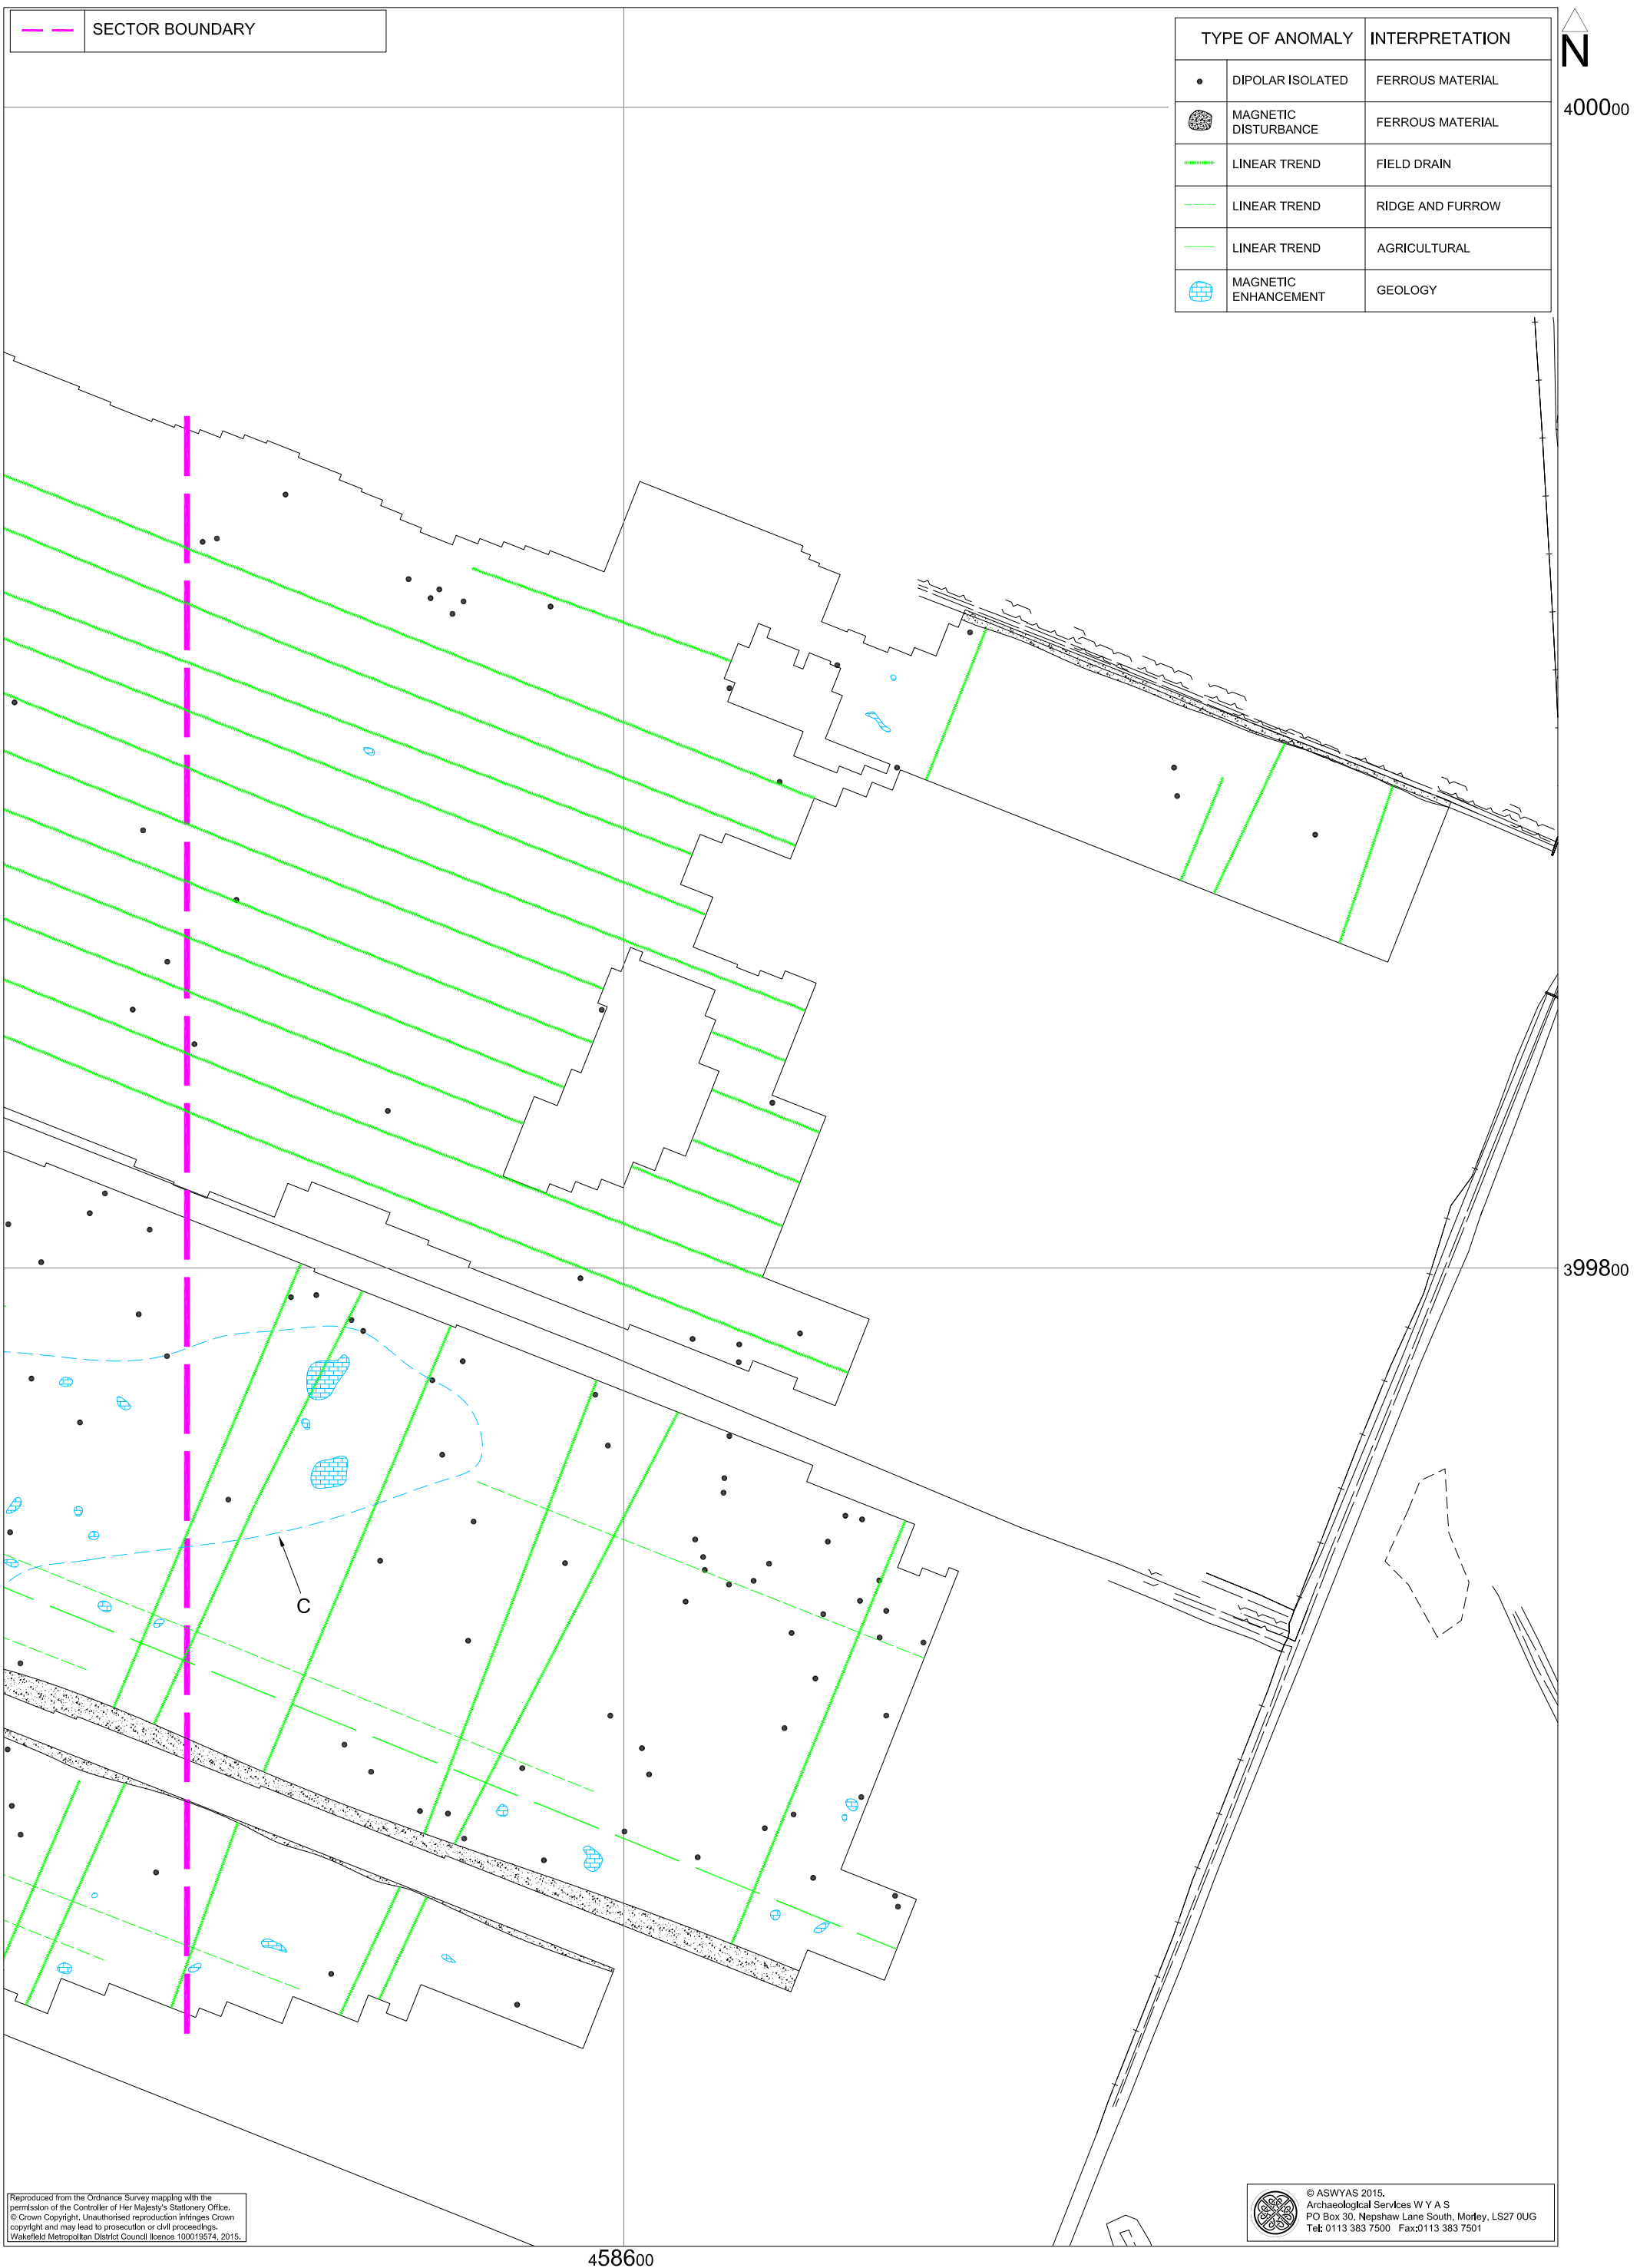 SECTOR BOUNDARY
TYPE OF ANOMALY INTERPRETATION
DIPOLAR ISOLATED FERROUS MATERIAL
MAGNETIC
DISTURBANCE
FERROUS MATERIAL
LINEAR TREND FIELD DRAIN
LINEAR TREND RIDGE AND FURROW
LINEAR TREND AGRICULTURAL
MAGNETIC
ENHANCEMENT
GEOLOGY
N
400000
399800
C
Reproduced from the Ordnance Survey mapping with the
permission of the Controller of Her Majesty's Stationery Office.
© Crown Copyright. Unauthorised reproduction infringes Crown
copyright and may lead to prosecution or civil proceedings.
Wakefield Metropolitan District Council licence 100019574, 2015.
© ASWYAS 2015.
Archaeological Services W Y A S
PO Box 30, Nepshaw Lane South, Morley, LS27 0UG
Tel: 0113 383 7500 Fax:0113 383 7501
458600